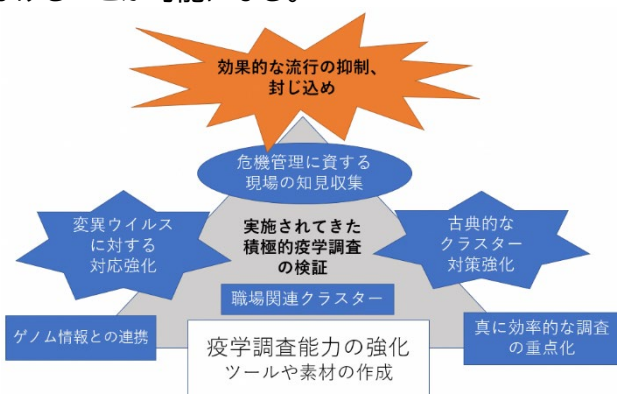 効果的な流行の抑制、
封じ込め
危機管理に資する
現場の知見収集
変異ウイルス
に対する
対応強化
実施されてきた
積極的疫学調査
の検証
古典的な
クラスター
対策強化
職場関連クラスター
ゲノム情報との連携
疫学調査能力の強化
ツールや素材の作成
真に効率的な調査
の重点化